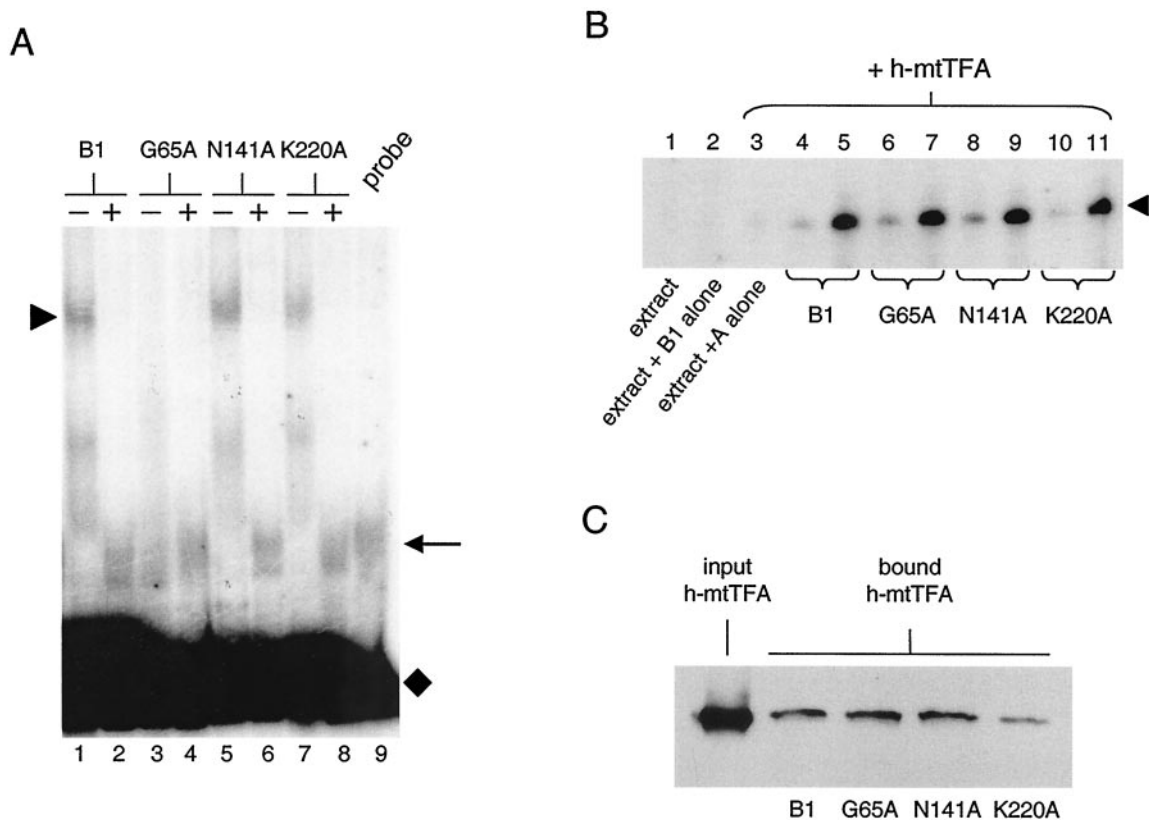 A
B1 G65A N141A K220A probe
− + − + − + − +
1 2 3 4 5 6 7 8 9
B
+ h-mtTFA
1 2 3 4 5 6 7 8 9 10 11
extract
extract + B1 alone
extract +A alone
B1 G65A N141A K220A
C
input
h-mtTFA
bound
h-mtTFA
B1 G65A N141A K220A